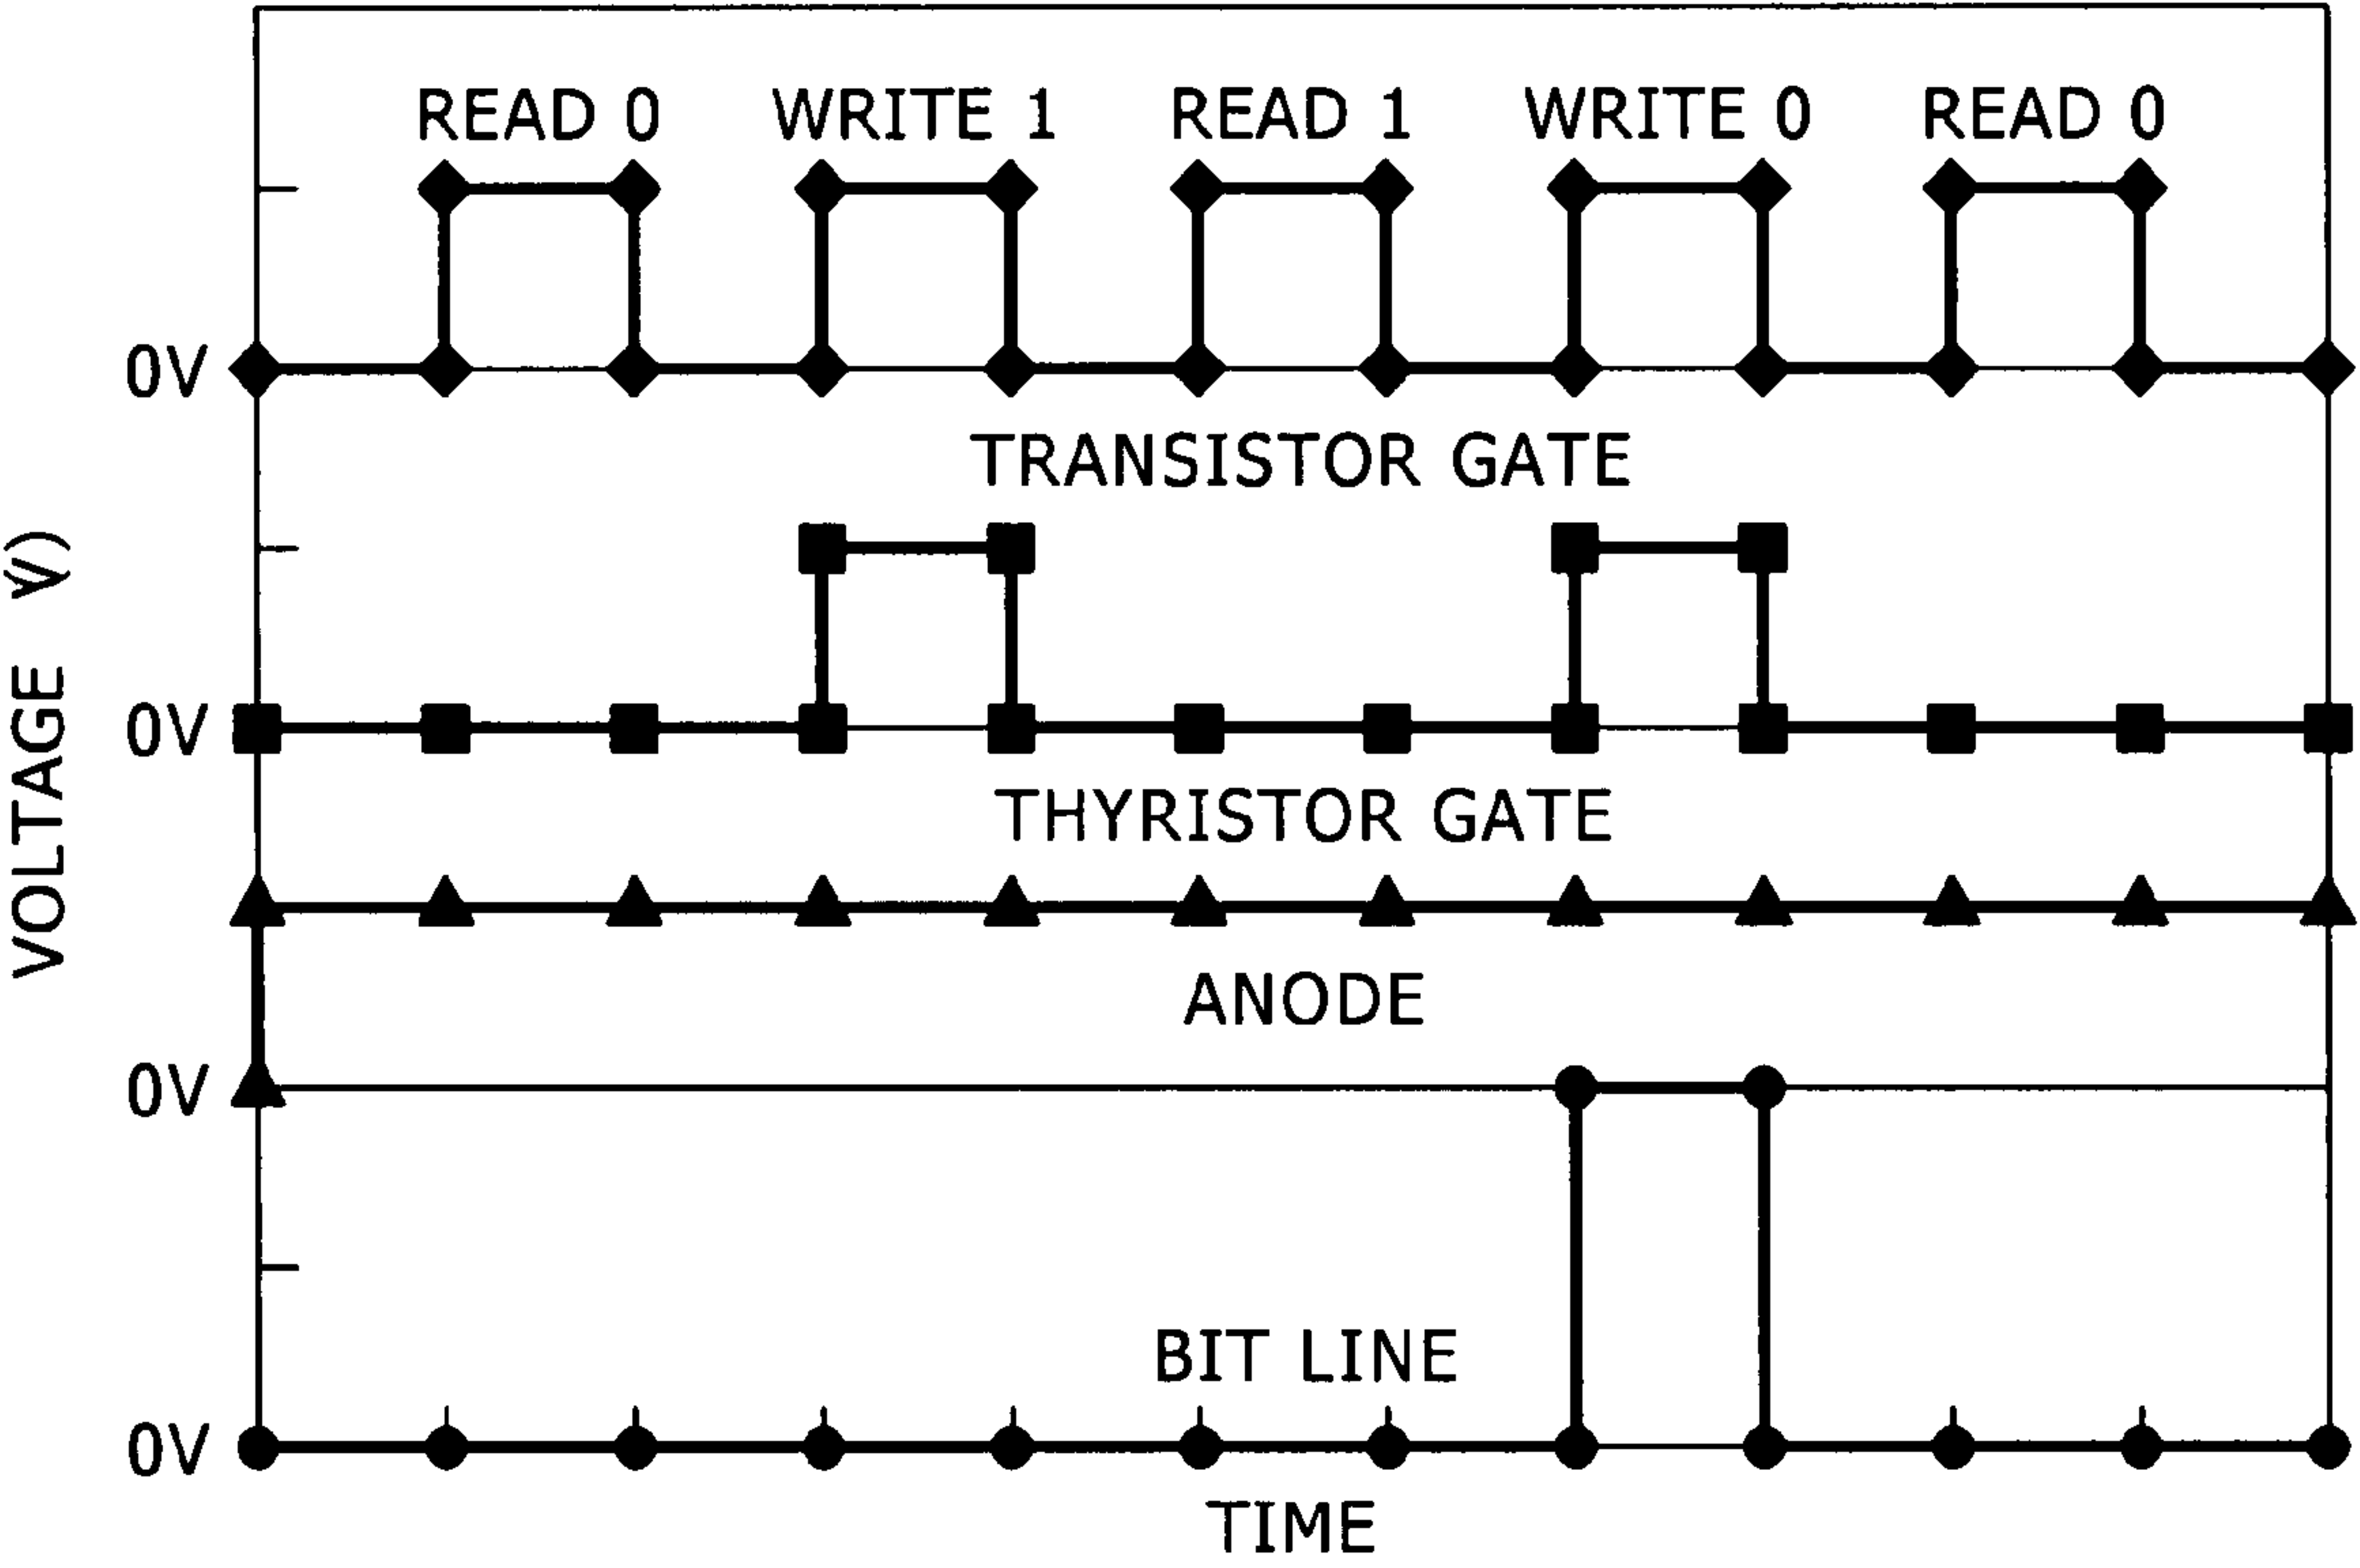 READ 0 WRITE 1 READ 1 WRITE 0 READ 0
0V
TRANSISTOR GATE
VOLTAGE V)
0V
THYRISTOR GATE
ANODE
0V
BIT LINE
0V
TIME